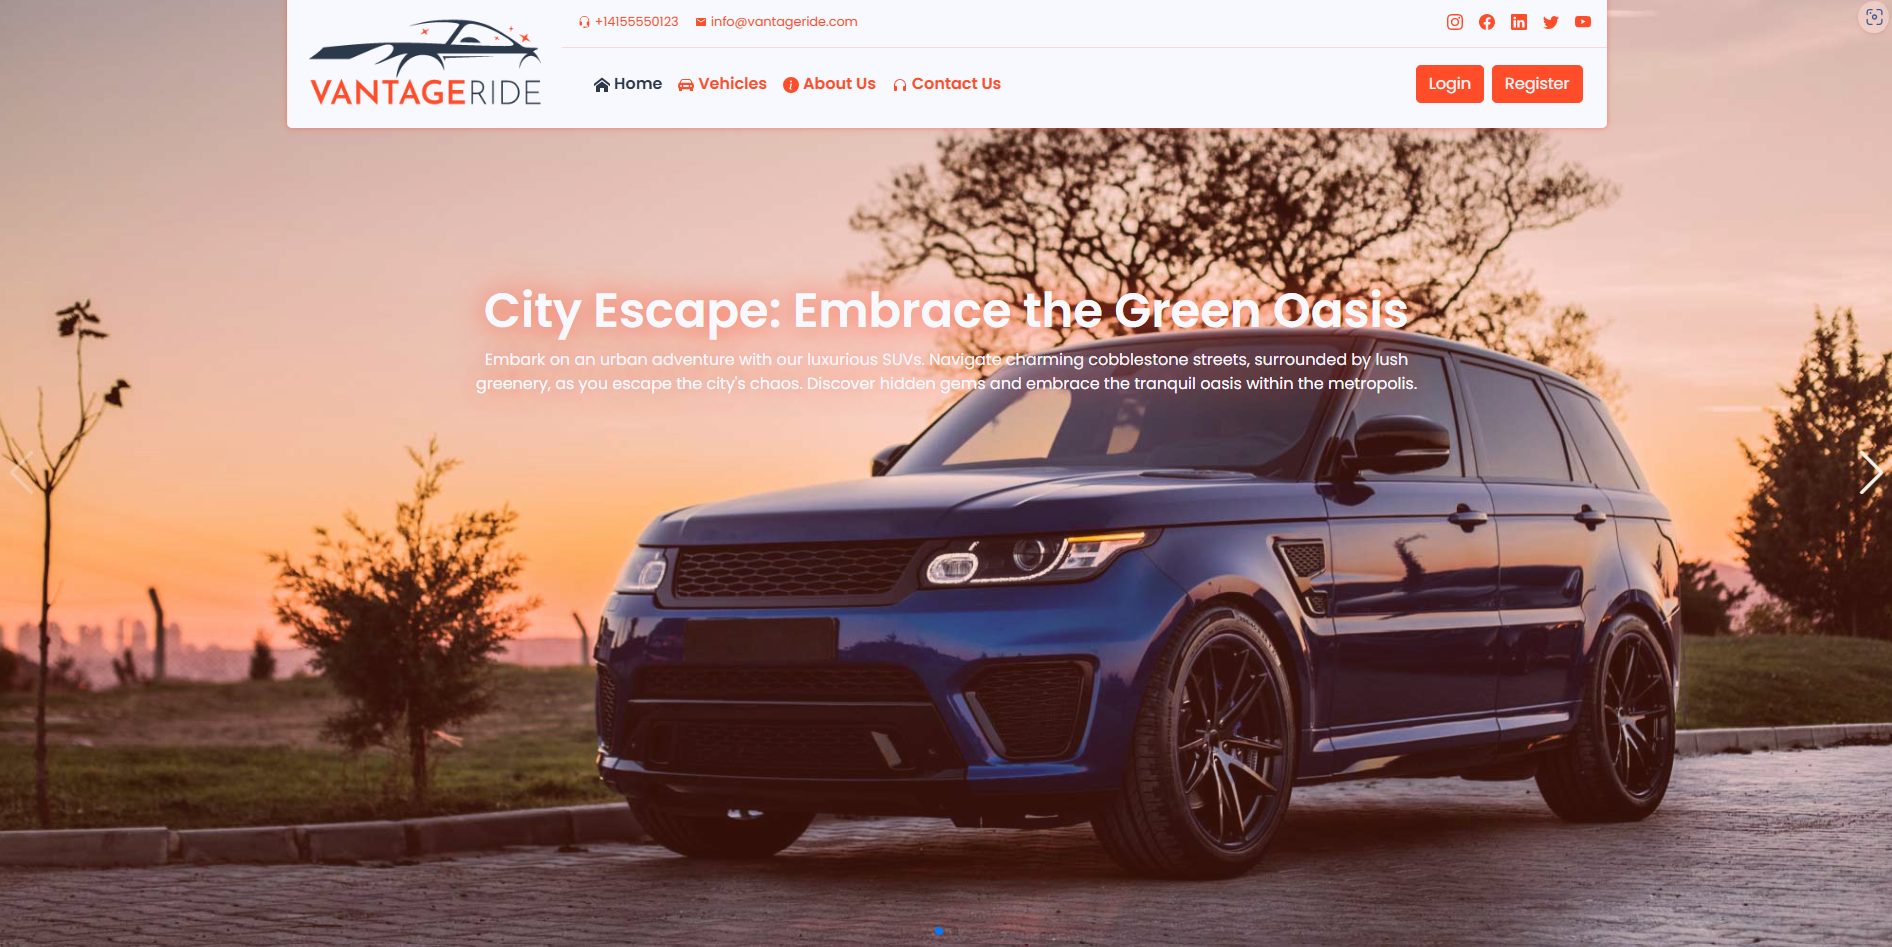 VANTAGERIDE
+14155550123 info@vantageride.com
Home Vehicles About Us Contact Us
Login Register
City Escape: Embrace the Green Oasis
Embark on an urban adventure with our luxurious SUVs. Navigate charming cobblestone streets, surrounded by lush
greenery, as you escape the city's chaos. Discover hidden gems and embrace the tranquil oasis within the metropolis.